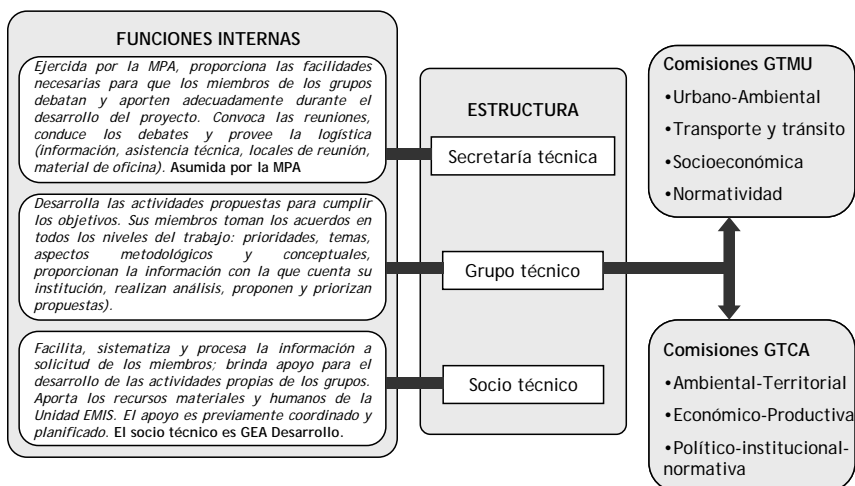 FUNCIONES INTERNAS
Ejercida por la MPA, proporciona las facilidades
necesarias para que los miembros de los grupos
debatan y aporten adecuadamente durante el
desarrollo del proyecto. Convoca las reuniones,
conduce los debates y provee la logística
(información, asistencia técnica, locales de reunión,
material de oficina). Asumida por la MPA
Desarrolla las actividades propuestas para cumplir
los objetivos. Sus miembros toman los acuerdos en
todos los niveles del trabajo: prioridades, temas,
aspectos metodológicos y conceptuales,
proporcionan la información con la que cuenta su
institución, realizan análisis, proponen y priorizan
propuestas).
Facilita, sistematiza y procesa la información a
solicitud de los miembros; brinda apoyo para el
desarrollo de las actividades propias de los grupos.
Aporta los recursos materiales y humanos de la
Unidad EMIS. El apoyo es previamente coordinado y
planificado. El socio técnico es GEA Desarrollo.
ESTRUCTURA
Secretaría técnica
Grupo técnico
Socio técnico
Comisiones GTMU
•Urbano-Ambiental
•Transporte y tránsito
•Socioeconómica
•Normatividad
Comisiones GTCA
•Ambiental-Territorial
•Económico-Productiva
•Político-institucional-
normativa